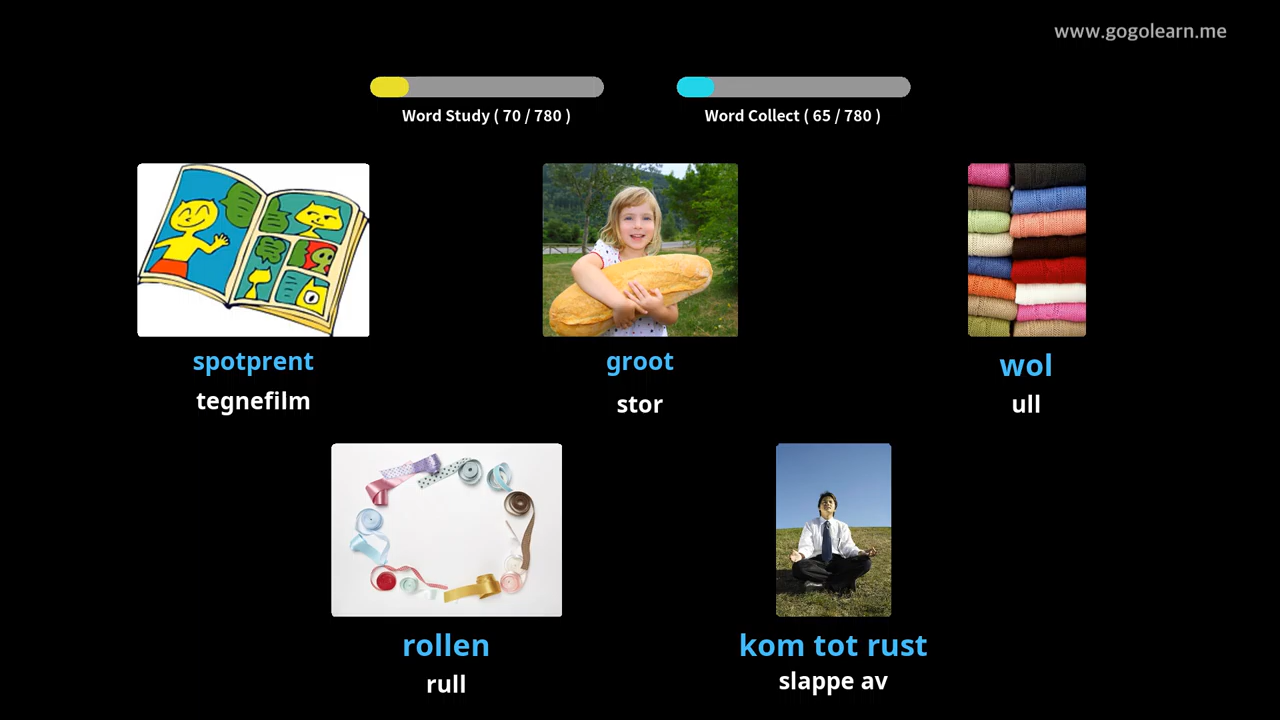 www.gogolearn.me
Word Study ( 70 / 780 )
Word Collect ( 65 / 780 )
spotprent
tegnefilm
groot
stor
wol
ull
rollen
rull
kom tot rust
slappe av